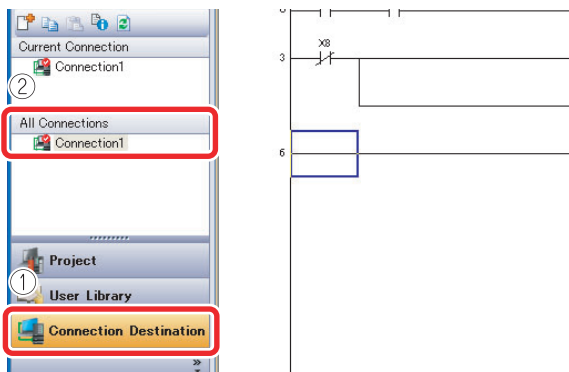 Current Connection
Connection1
②
All Connections
Connection1
Project
①
User Library
Connection Destination
»
X8
3
6